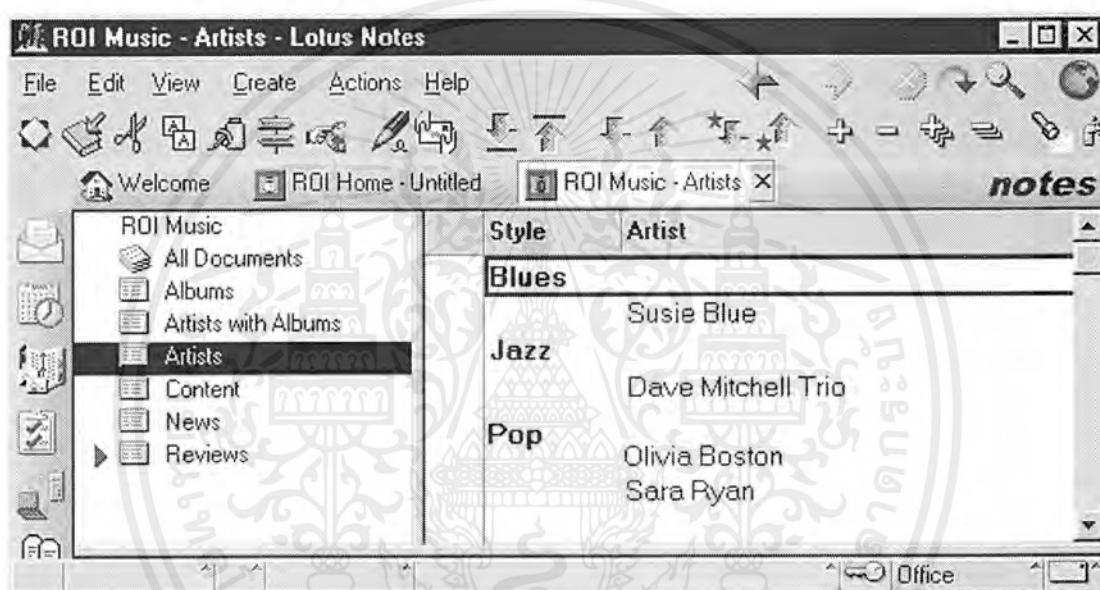 ROI Music - Artists - Lotus Notes
File Edit View Create Actions Help
Welcome ROI Home - Untitled ROI Music - Artists notes
ROI Music
All Documents
Albums
Artists with Albums
Artists
Content
News
Reviews
Style Artist
Blues
Susie Blue
Jazz
Dave Mitchell Trio
Pop
Olivia Boston
Sara Ryan
Office